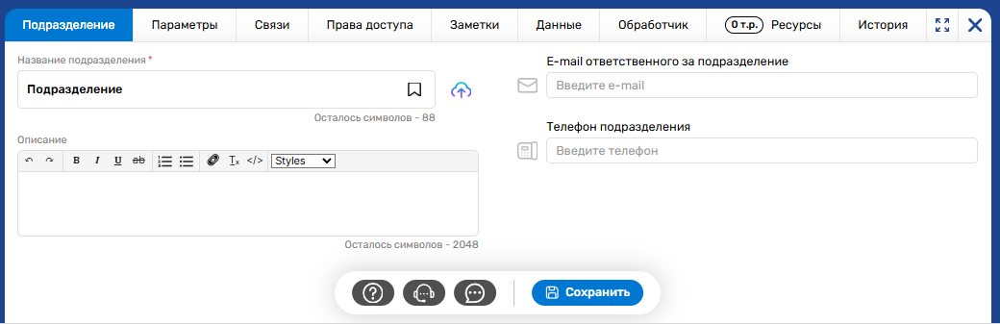 Подразделение Параметры Связи Права доступа Заметки Данные Обработчик 0 т.р. Ресурсы История
Название подразделения *
Подразделение
Осталось символов - 88
Описание
B I U ab Tx </> Styles
Осталось символов - 2048
E-mail ответственного за подразделение
Введите e-mail
Телефон подразделения
Введите телефон
Сохранить